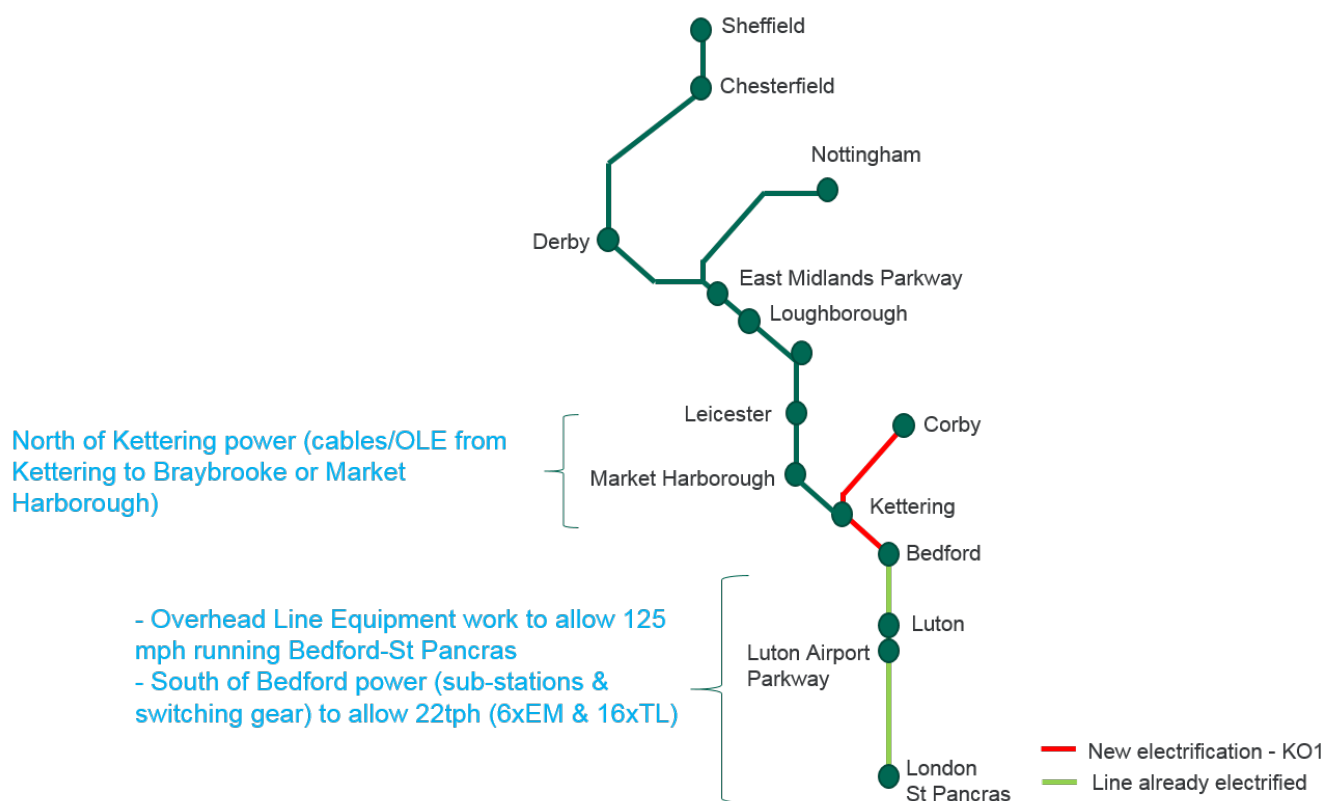 Sheffield
Chesterfield
Nottingham
Derby
East Midlands Parkway
Loughborough
Leicester
Corby
North of Kettering power (cables/OLE from
Kettering to Braybrooke or Market
Harborough)
Market Harborough
Kettering
Bedford
- Overhead Line Equipment work to allow 125
mph running Bedford-St Pancras
- South of Bedford power (sub-stations &
switching gear) to allow 22tph (6xEM & 16xTL)
Luton
Luton Airport
Parkway
London
St Pancras
New electrification - KO1
Line already electrified